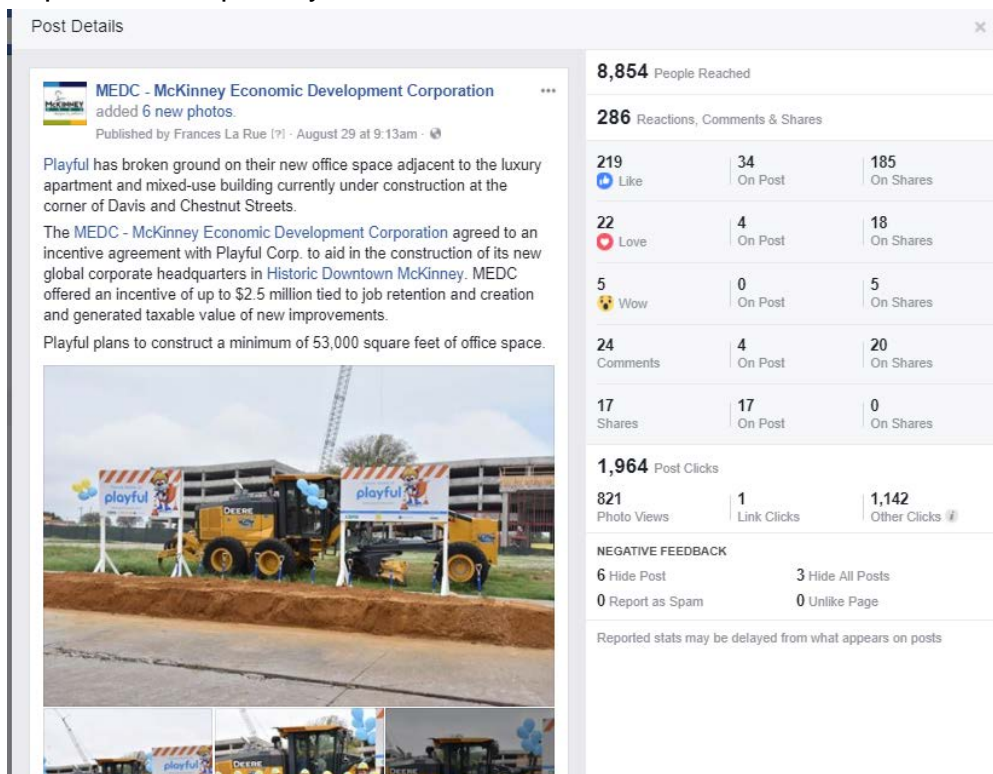 Post Details
MEDC - McKinney Economic Development Corporation
added 6 new photos.
Published by Frances La Rue [?] · August 29 at 9:13am ·
Playful has broken ground on their new office space adjacent to the luxury
apartment and mixed-use building currently under construction at the
corner of Davis and Chestnut Streets.
The MEDC - McKinney Economic Development Corporation agreed to an
incentive agreement with Playful Corp. to aid in the construction of its new
global corporate headquarters in Historic Downtown McKinney. MEDC
offered an incentive of up to $2.5 million tied to job retention and creation
and generated taxable value of new improvements.
Playful plans to construct a minimum of 53,000 square feet of office space.
playful
playful
DEERE
playful
DEERE
DEERE
8,854 People Reached
286 Reactions, Comments & Shares
219 34 185
Like On Post On Shares
22 4 18
Love On Post On Shares
5 0 5
Wow On Post On Shares
24 4 20
Comments On Post On Shares
17 17 0
Shares On Post On Shares
1,964 Post Clicks
821 1 1,142
Photo Views Link Clicks Other Clicks
NEGATIVE FEEDBACK
6 Hide Post 3 Hide All Posts
0 Report as Spam 0 Unlike Page
Reported stats may be delayed from what appears on posts